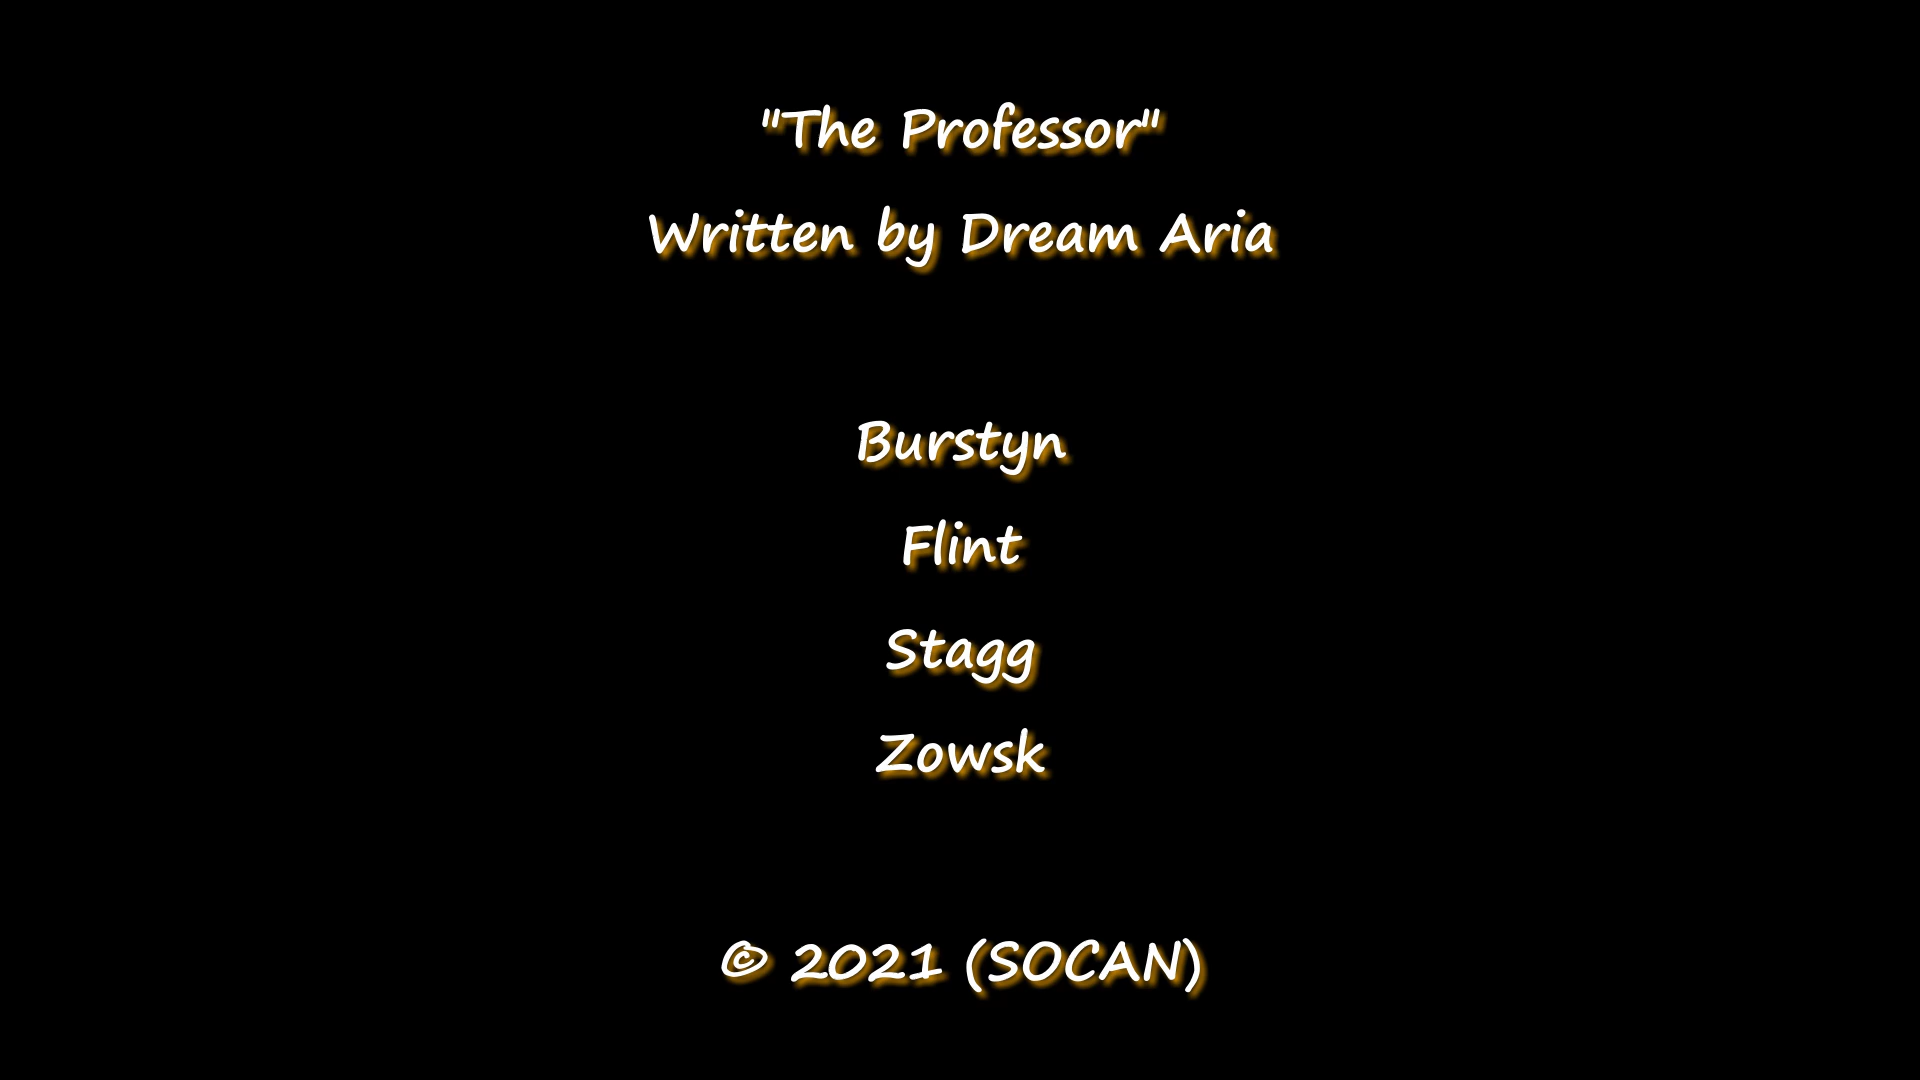 "The Professor"
Written by Dream Aria
Burstyn
Flint
Stagg
Zowsk
© 2021 (SOCAN)